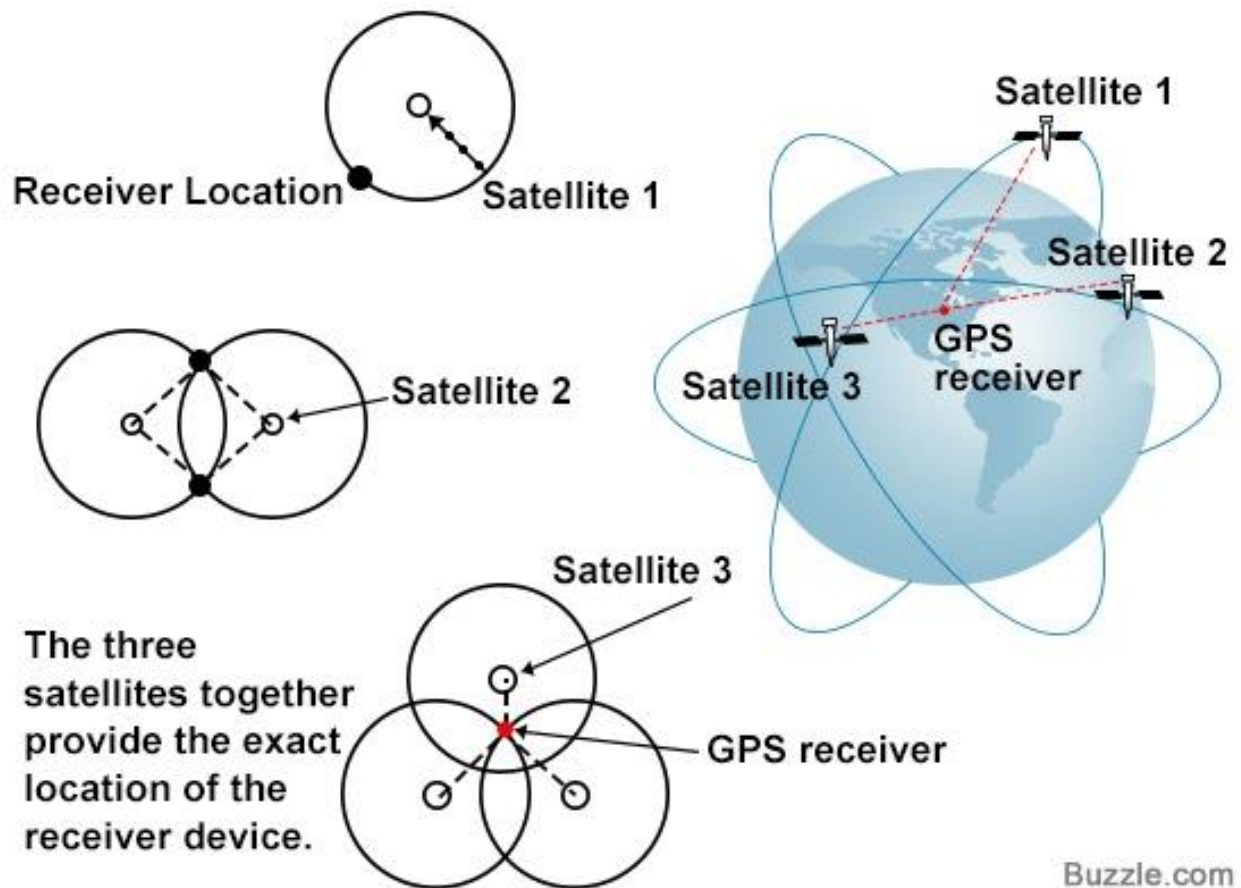 Receiver Location
Satellite 1
Satellite 2
Satellite 3
The three
satellites together
provide the exact
location of the
receiver device.
GPS receiver
Satellite 1
Satellite 2
Satellite 3
GPS
receiver
Buzzle.com